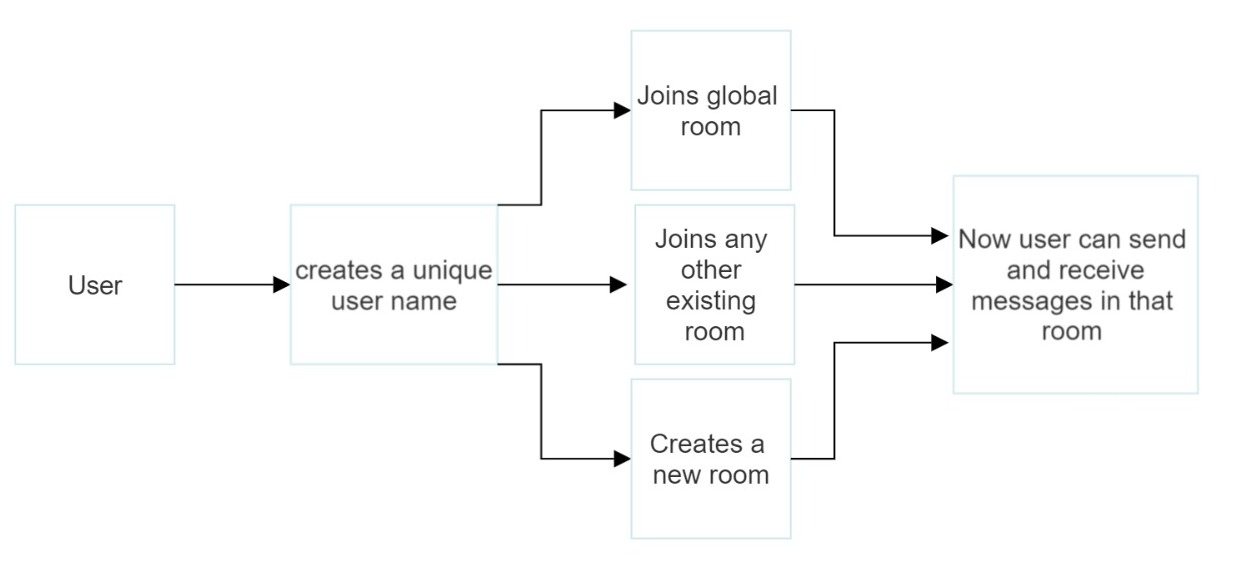 User
creates a unique
user name
Joins global
room
Joins any
other
existing
room
Creates a
new room
Now user can send
and receive
messages in that
room